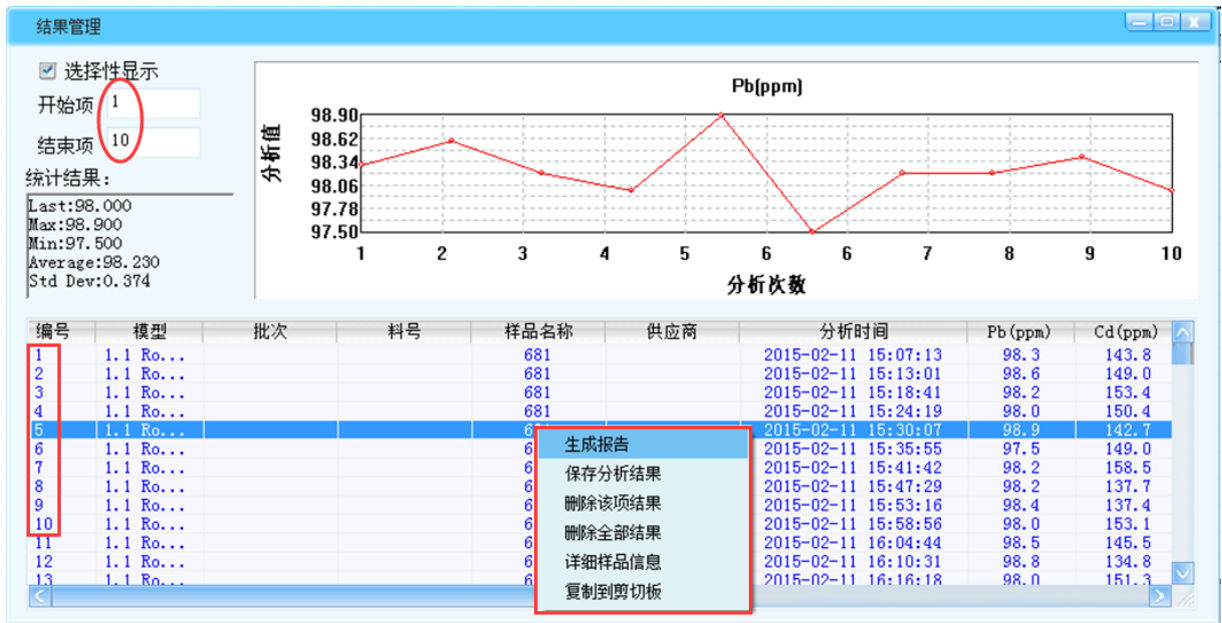 结果管理
选择性显示
开始项 1
结束项 10
统计结果：
Last:98.000
Max:98.900
Min:97.500
Average:98.230
Std Dev:0.374
Pb(ppm)
分析值
98.90
98.62
98.34
98.06
97.78
97.50
1 2 3 4 5 6 6 7 8 9 10
分析次数
编号 模型 批次 料号 样品名称 供应商 分析时间 Pb(ppm) Cd(ppm)
1 1.1 Ro... 681 2015-02-11 15:07:13 98.3 143.8
2 1.1 Ro... 681 2015-02-11 15:13:01 98.6 149.0
3 1.1 Ro... 681 2015-02-11 15:18:41 98.2 153.4
4 1.1 Ro... 681 2015-02-11 15:24:19 98.0 150.4
5 1.1 Ro... 2015-02-11 15:30:07 98.9 142.7
6 1.1 Ro... 6 2015-02-11 15:35:55 97.5 149.0
7 1.1 Ro... 6 2015-02-11 15:41:42 98.2 158.5
8 1.1 Ro... 6 2015-02-11 15:47:29 98.2 137.7
9 1.1 Ro... 6 2015-02-11 15:53:16 98.4 137.4
10 1.1 Ro... 6 2015-02-11 15:58:56 98.0 153.1
11 1.1 Ro... 6 2015-02-11 16:04:44 98.5 145.5
12 1.1 Ro... 6 2015-02-11 16:10:31 98.8 134.8
13 1.1 Ro... 6 2015-02-11 16:16:18 98.0 151.3
生成报告
保存分析结果
删除该项结果
删除全部结果
详细样品信息
复制到剪切板